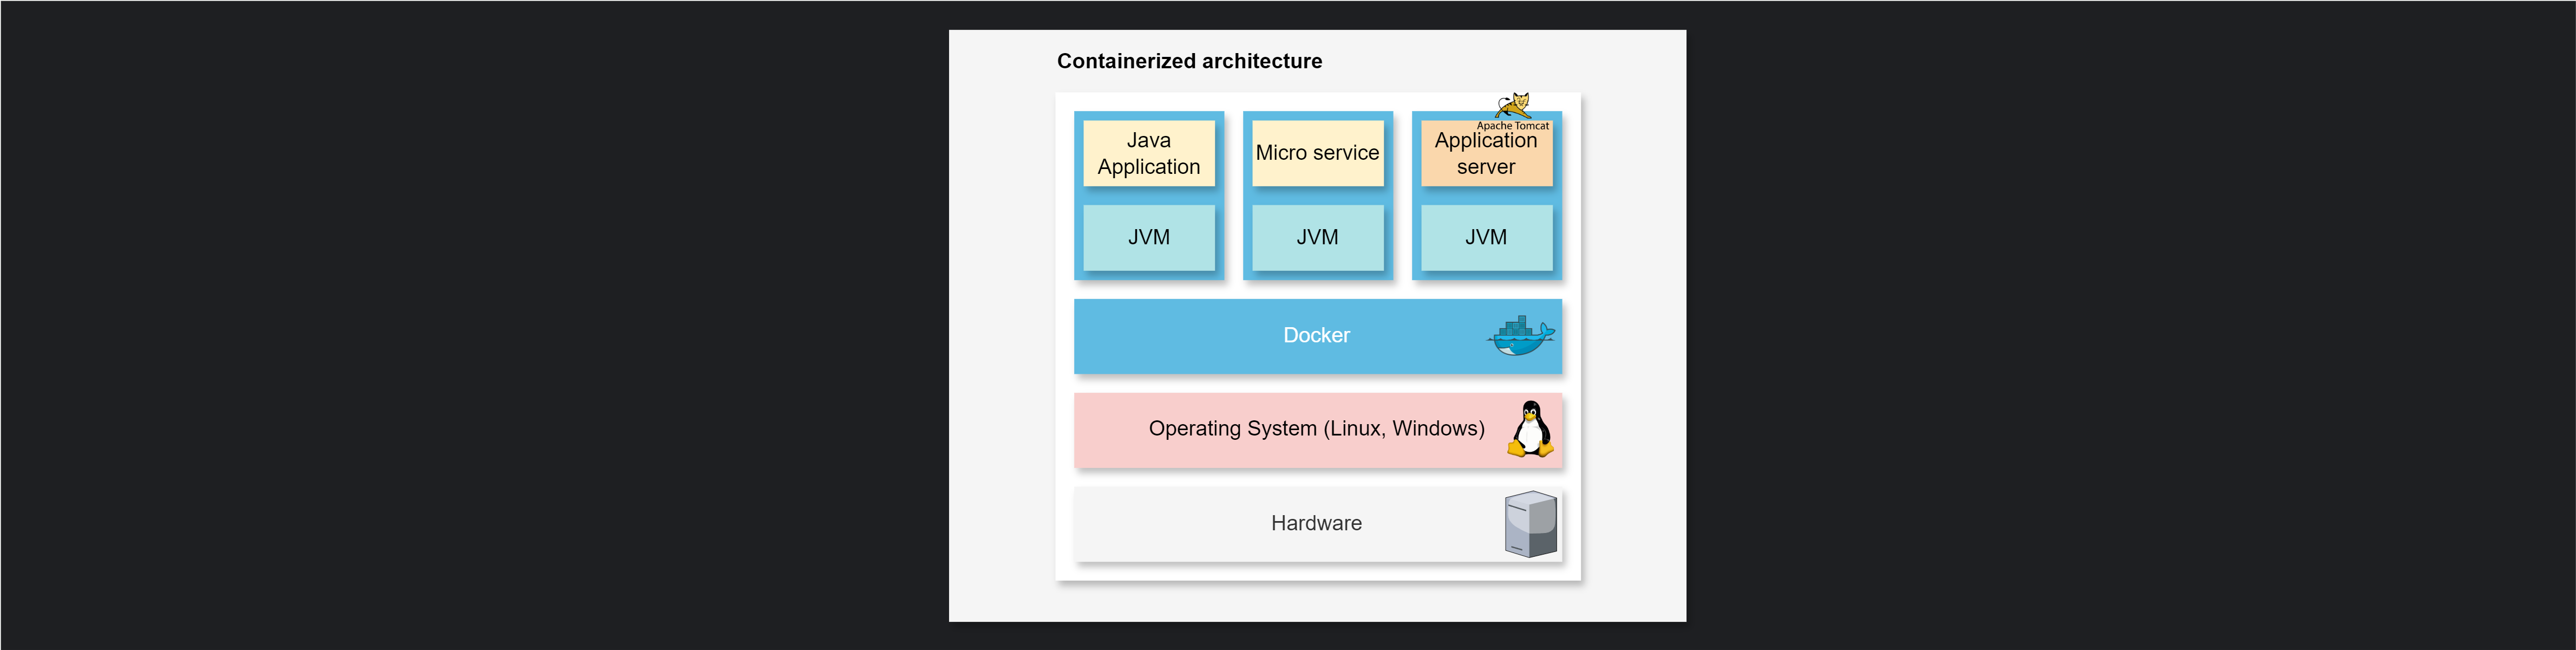 Containerized architecture
Apache Tomcat
Java
Application
Micro service
Application
server
JVM
JVM
JVM
Docker
Operating System (Linux, Windows)
Hardware